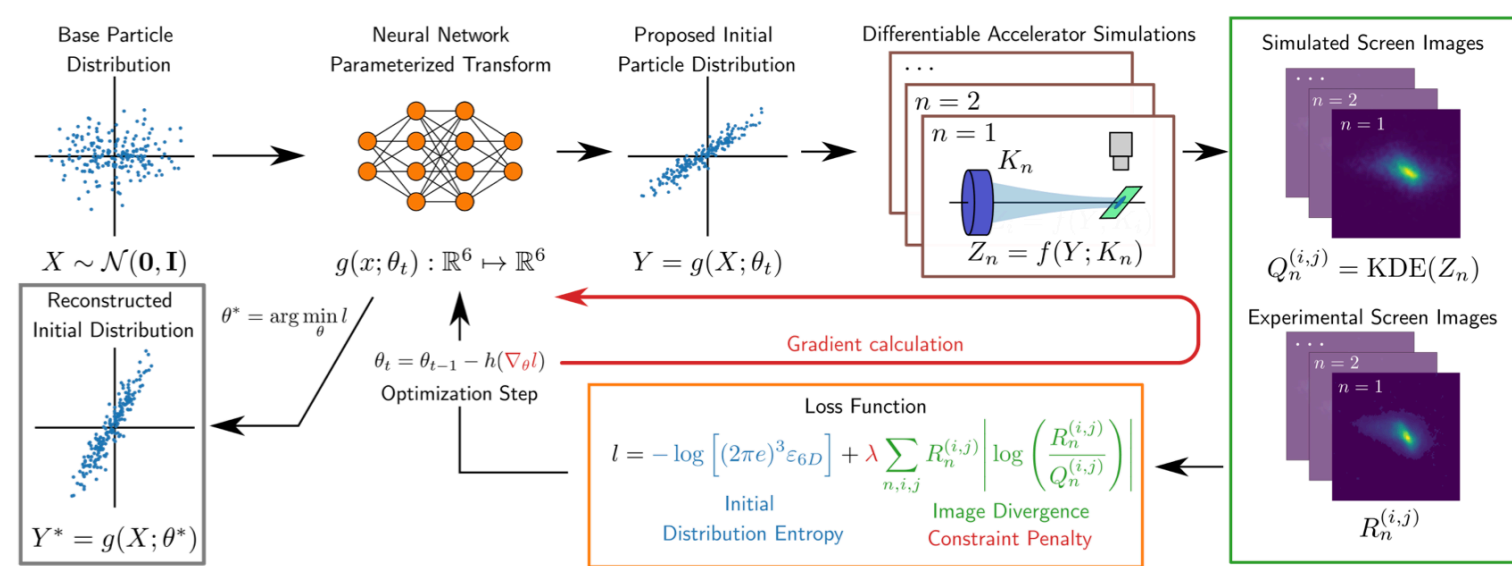 Base Particle
Distribution
X ∼ 𝒩(𝟎, 𝐈)
Neural Network
Parameterized Transform
g(x; θ_t) : ℝ^6 ↦ ℝ^6
Proposed Initial
Particle Distribution
Y = g(X; θ_t)
Differentiable Accelerator Simulations
. . .
n = 2
n = 1
K_n
Z_n = f(Y; K_n)
Simulated Screen Images
. . .
n = 2
n = 1
Q_n^{(i,j)} = KDE(Z_n)
Experimental Screen Images
. . .
n = 2
n = 1
R_n^{(i,j)}
Reconstructed
Initial Distribution
Y* = g(X; θ*)
θ* = arg min_θ l
Gradient calculation
θ_t = θ_{t−1} − h(∇_θ l)
Optimization Step
Loss Function
l = − log [(2πe)^3 ε_{6D}] + λ ∑_{n,i,j} R_n^{(i,j)} | log ( R_n^{(i,j)} / Q_n^{(i,j)} ) |
Initial
Distribution Entropy
Image Divergence
Constraint Penalty